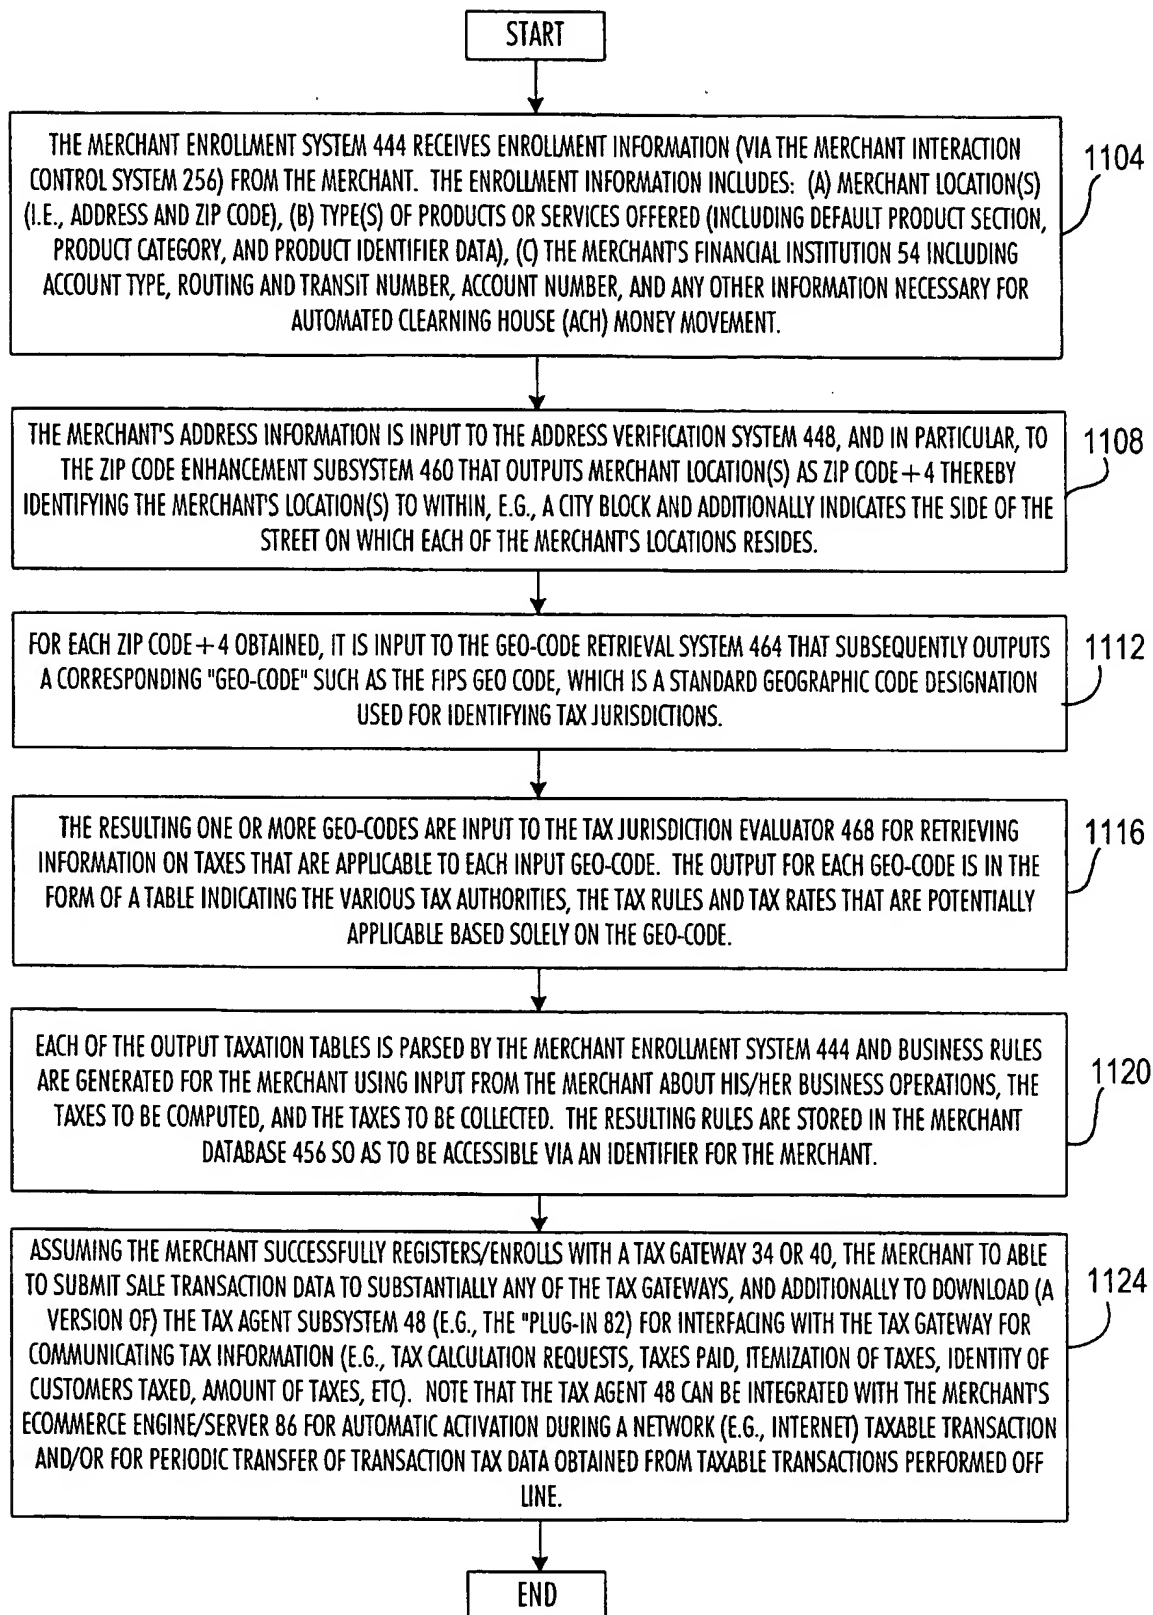 START
THE MERCHANT ENROLLMENT SYSTEM 444 RECEIVES ENROLLMENT INFORMATION (VIA THE MERCHANT INTERACTION
CONTROL SYSTEM 256) FROM THE MERCHANT. THE ENROLLMENT INFORMATION INCLUDES: (A) MERCHANT LOCATION(S)
(I.E., ADDRESS AND ZIP CODE), (B) TYPE(S) OF PRODUCTS OR SERVICES OFFERED (INCLUDING DEFAULT PRODUCT SECTION,
PRODUCT CATEGORY, AND PRODUCT IDENTIFIER DATA), (C) THE MERCHANT'S FINANCIAL INSTITUTION 54 INCLUDING
ACCOUNT TYPE, ROUTING AND TRANSIT NUMBER, ACCOUNT NUMBER, AND ANY OTHER INFORMATION NECESSARY FOR
AUTOMATED CLEARNING HOUSE (ACH) MONEY MOVEMENT.
1104
THE MERCHANT'S ADDRESS INFORMATION IS INPUT TO THE ADDRESS VERIFICATION SYSTEM 448, AND IN PARTICULAR, TO
THE ZIP CODE ENHANCEMENT SUBSYSTEM 460 THAT OUTPUTS MERCHANT LOCATION(S) AS ZIP CODE+4 THEREBY
IDENTIFYING THE MERCHANT'S LOCATION(S) TO WITHIN, E.G., A CITY BLOCK AND ADDITIONALLY INDICATES THE SIDE OF THE
STREET ON WHICH EACH OF THE MERCHANT'S LOCATIONS RESIDES.
1108
FOR EACH ZIP CODE+4 OBTAINED, IT IS INPUT TO THE GEO-CODE RETRIEVAL SYSTEM 464 THAT SUBSEQUENTLY OUTPUTS
A CORRESPONDING "GEO-CODE" SUCH AS THE FIPS GEO CODE, WHICH IS A STANDARD GEOGRAPHIC CODE DESIGNATION
USED FOR IDENTIFYING TAX JURISDICTIONS.
1112
THE RESULTING ONE OR MORE GEO-CODES ARE INPUT TO THE TAX JURISDICTION EVALUATOR 468 FOR RETRIEVING
INFORMATION ON TAXES THAT ARE APPLICABLE TO EACH INPUT GEO-CODE. THE OUTPUT FOR EACH GEO-CODE IS IN THE
FORM OF A TABLE INDICATING THE VARIOUS TAX AUTHORITIES, THE TAX RULES AND TAX RATES THAT ARE POTENTIALLY
APPLICABLE BASED SOLELY ON THE GEO-CODE.
1116
EACH OF THE OUTPUT TAXATION TABLES IS PARSED BY THE MERCHANT ENROLLMENT SYSTEM 444 AND BUSINESS RULES
ARE GENERATED FOR THE MERCHANT USING INPUT FROM THE MERCHANT ABOUT HIS/HER BUSINESS OPERATIONS, THE
TAXES TO BE COMPUTED, AND THE TAXES TO BE COLLECTED. THE RESULTING RULES ARE STORED IN THE MERCHANT
DATABASE 456 SO AS TO BE ACCESSIBLE VIA AN IDENTIFIER FOR THE MERCHANT.
1120
ASSUMING THE MERCHANT SUCCESSFULLY REGISTERS/ENROLLS WITH A TAX GATEWAY 34 OR 40, THE MERCHANT TO ABLE
TO SUBMIT SALE TRANSACTION DATA TO SUBSTANTIALLY ANY OF THE TAX GATEWAYS, AND ADDITIONALLY TO DOWNLOAD (A
VERSION OF) THE TAX AGENT SUBSYSTEM 48 (E.G., THE "PLUG-IN 82) FOR INTERFACING WITH THE TAX GATEWAY FOR
COMMUNICATING TAX INFORMATION (E.G., TAX CALCULATION REQUESTS, TAXES PAID, ITEMIZATION OF TAXES, IDENTITY OF
CUSTOMERS TAXED, AMOUNT OF TAXES, ETC). NOTE THAT THE TAX AGENT 48 CAN BE INTEGRATED WITH THE MERCHANT'S
ECOMMERCE ENGINE/SERVER 86 FOR AUTOMATIC ACTIVATION DURING A NETWORK (E.G., INTERNET) TAXABLE TRANSACTION
AND/OR FOR PERIODIC TRANSFER OF TRANSACTION TAX DATA OBTAINED FROM TAXABLE TRANSACTIONS PERFORMED OFF
LINE.
1124
END